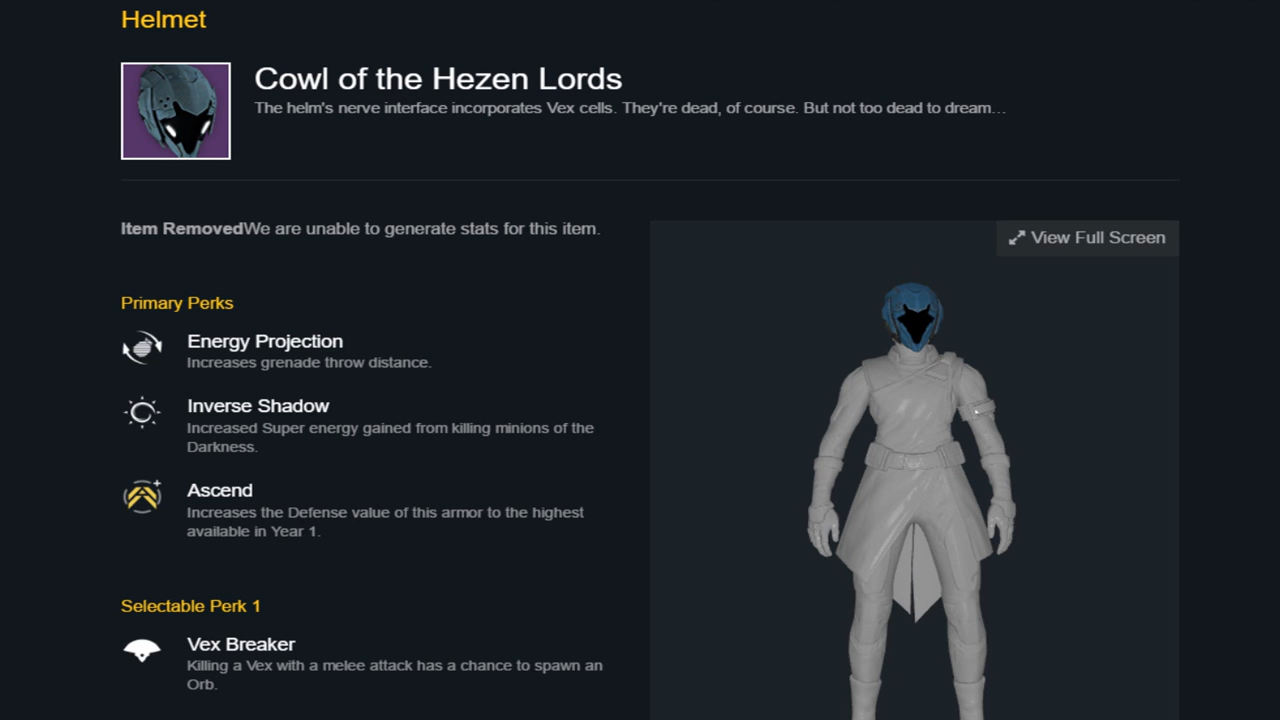 Helmet
Cowl of the Hezen Lords
The helm's nerve interface incorporates Vex cells. They're dead, of course. But not too dead to dream...
Item RemovedWe are unable to generate stats for this item.
View Full Screen
Primary Perks
Energy Projection
Increases grenade throw distance.
Inverse Shadow
Increased Super energy gained from killing minions of the
Darkness.
Ascend
Increases the Defense value of this armor to the highest
available in Year 1.
Selectable Perk 1
Vex Breaker
Killing a Vex with a melee attack has a chance to spawn an
Orb.